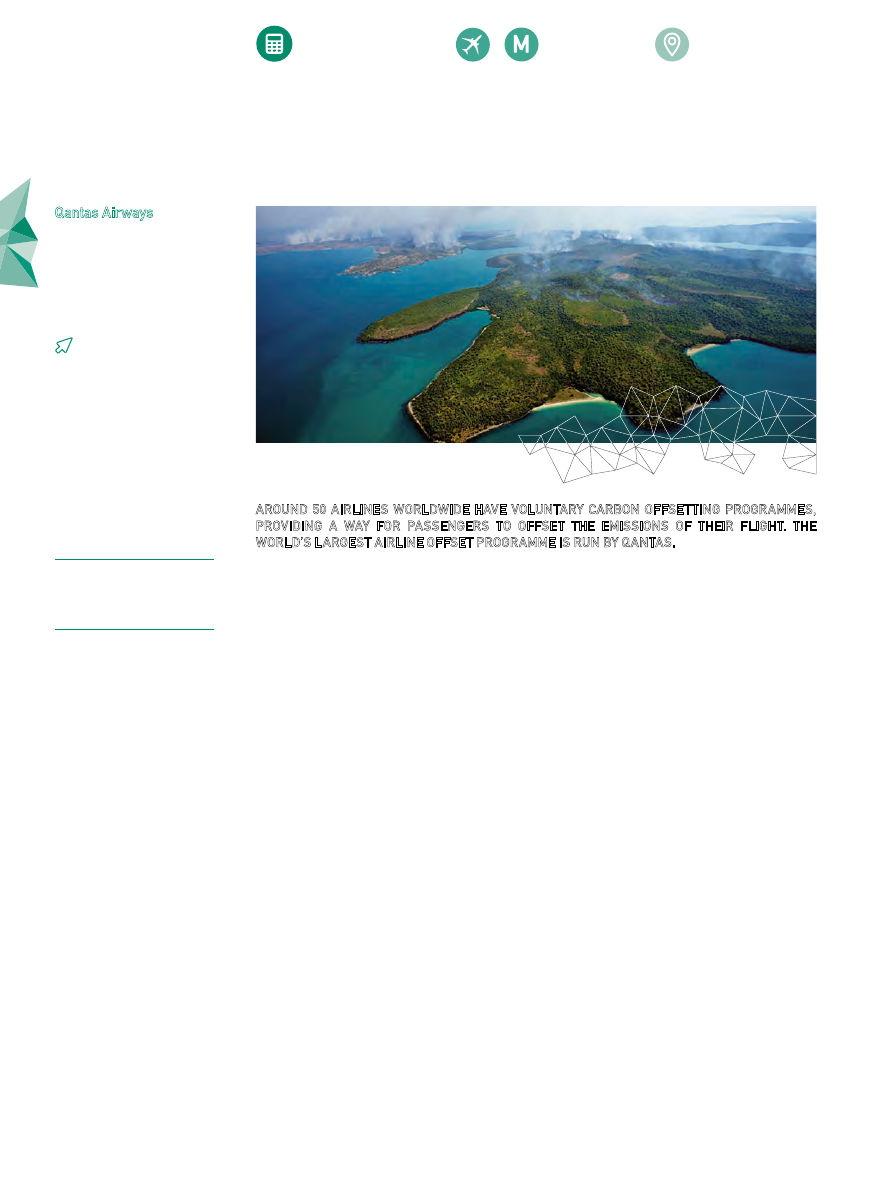 M
Qantas Airways
AROUND 50 AIRLINES WORLDWIDE HAVE VOLUNTARY CARBON OFFSETTING PROGRAMMES,
PROVIDING A WAY FOR PASSENGERS TO OFFSET THE EMISSIONS OF THEIR FLIGHT. THE
WORLD'S LARGEST AIRLINE OFFSET PROGRAMME IS RUN BY QANTAS.